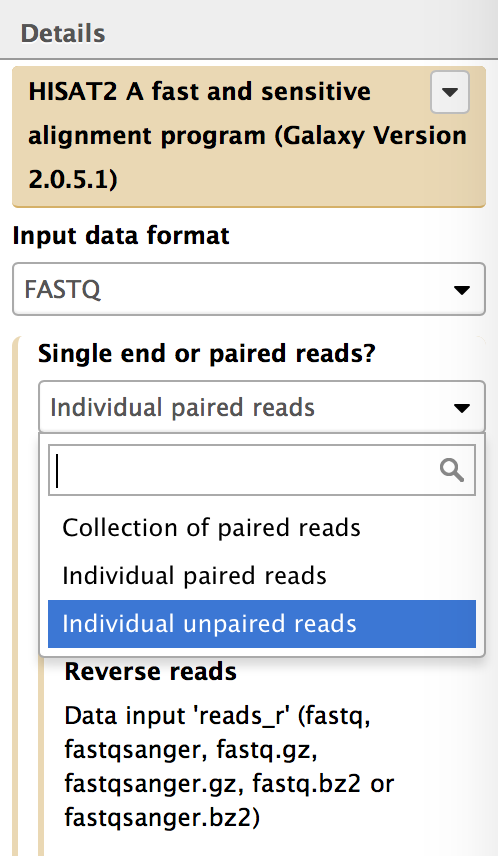 Details
HISAT2 A fast and sensitive
alignment program (Galaxy Version
2.0.5.1)
Input data format
FASTQ
Single end or paired reads?
Individual paired reads
Collection of paired reads
Individual paired reads
Individual unpaired reads
Reverse reads
Data input 'reads_r' (fastq,
fastqsanger, fastq.gz,
fastqsanger.gz, fastq.bz2 or
fastqsanger.bz2)